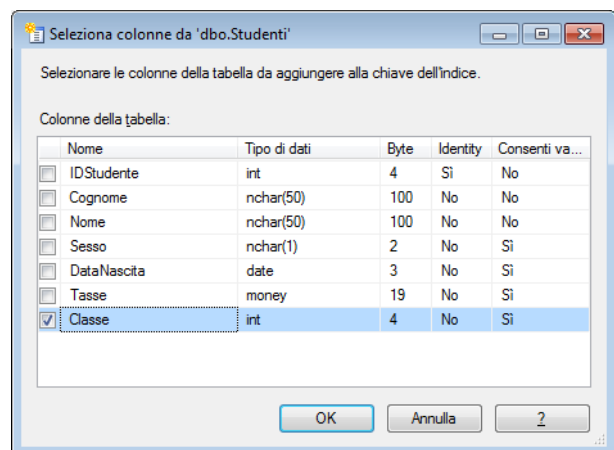 Seleziona colonne da 'dbo.Studenti'
Selezionare le colonne della tabella da aggiungere alla chiave dell'indice.
Colonne della tabella:
Nome Tipo di dati Byte Identity Consenti va...
IDStudente int 4 Sì No
Cognome nchar(50) 100 No No
Nome nchar(50) 100 No No
Sesso nchar(1) 2 No Sì
DataNascita date 3 No Sì
Tasse money 19 No Sì
Classe int 4 No Sì
OK Annulla ?